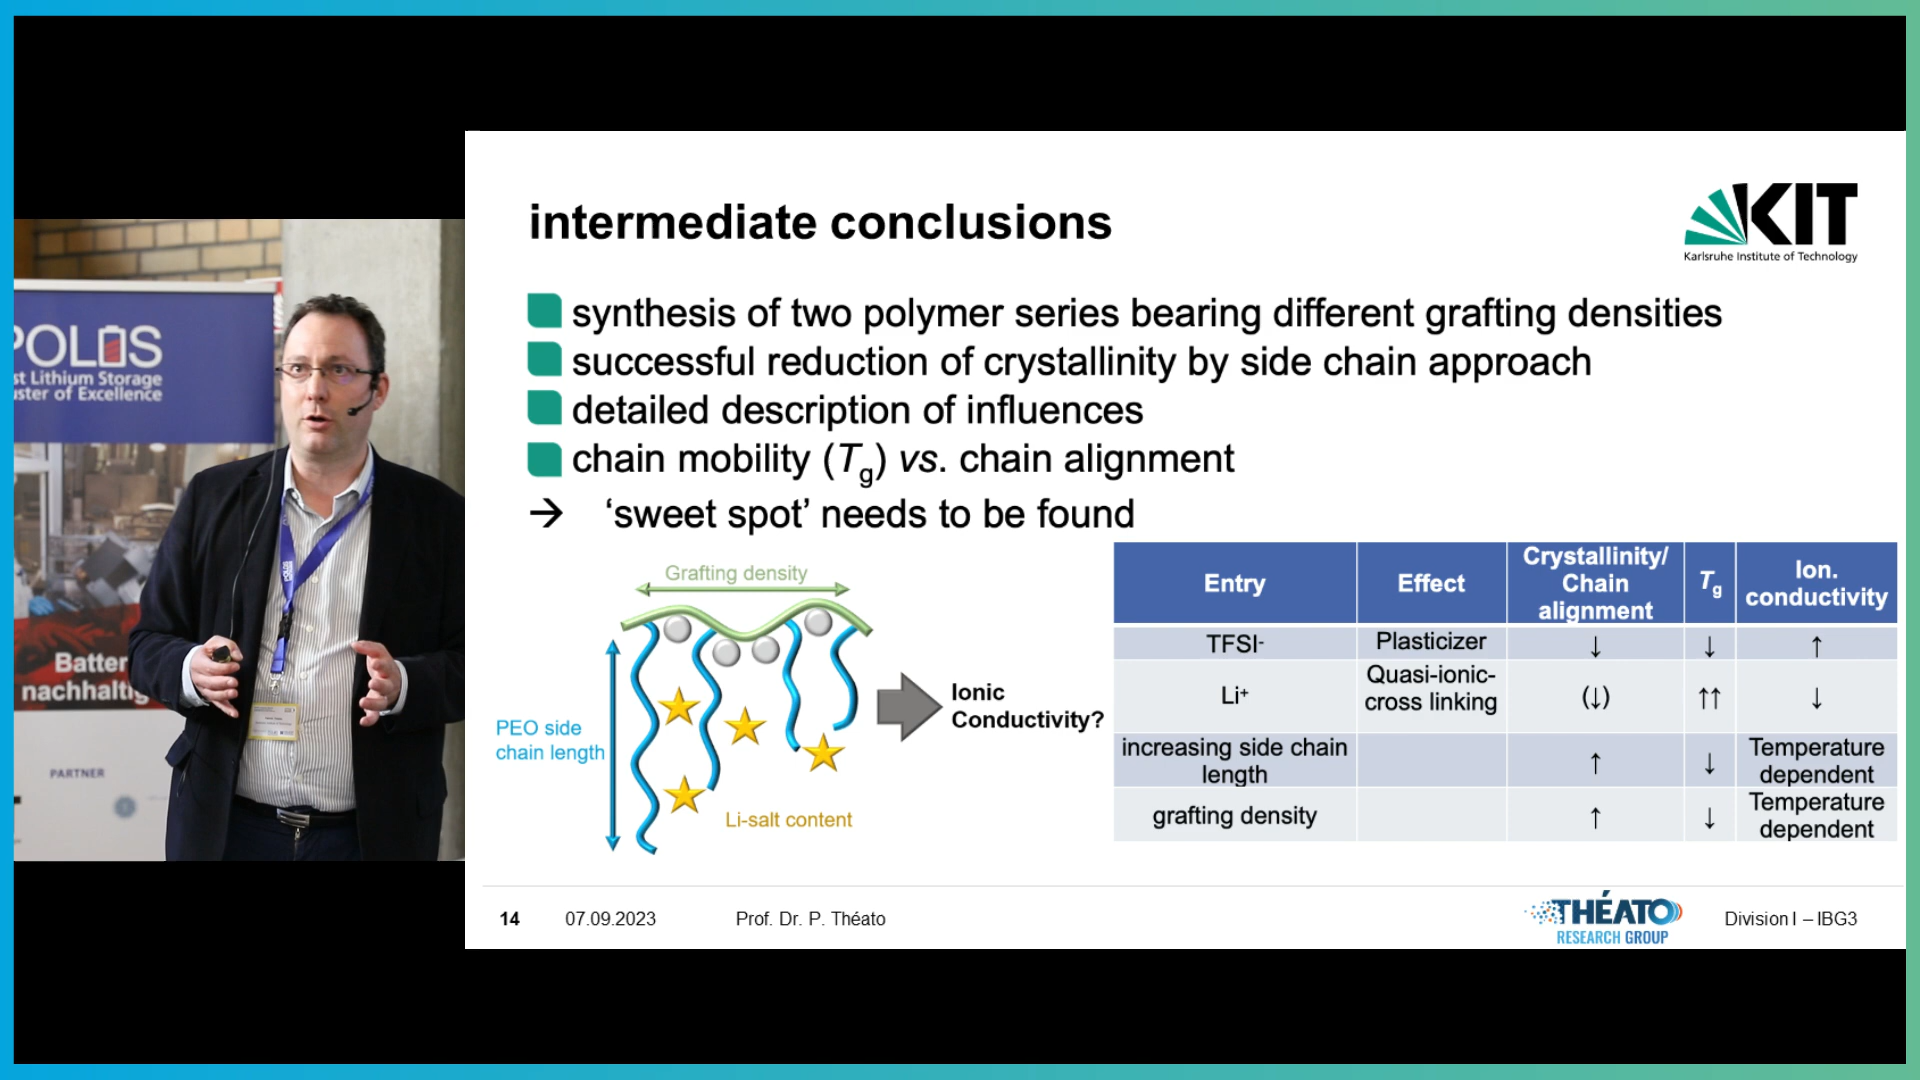 intermediate conclusions
KIT
Karlsruhe Institute of Technology
synthesis of two polymer series bearing different grafting densities
successful reduction of crystallinity by side chain approach
detailed description of influences
chain mobility (Tg) vs. chain alignment
→ ‘sweet spot’ needs to be found
Grafting density
PEO side
chain length
Li-salt content
Ionic
Conductivity?
Entry Effect Crystallinity/ Chain alignment Tg Ion. conductivity
TFSI- Plasticizer ↓ ↓ ↑
Li+ Quasi-ionic-cross linking (↓) ↑↑ ↓
increasing side chain length ↑ ↓ Temperature dependent
grafting density ↑ ↓ Temperature dependent
14 07.09.2023 Prof. Dr. P. Théato
THÉATO
RESEARCH GROUP
Division I – IBG3
POLiS
st Lithium Storage
uster of Excellence
Batter
nachhaltig
PARTNER